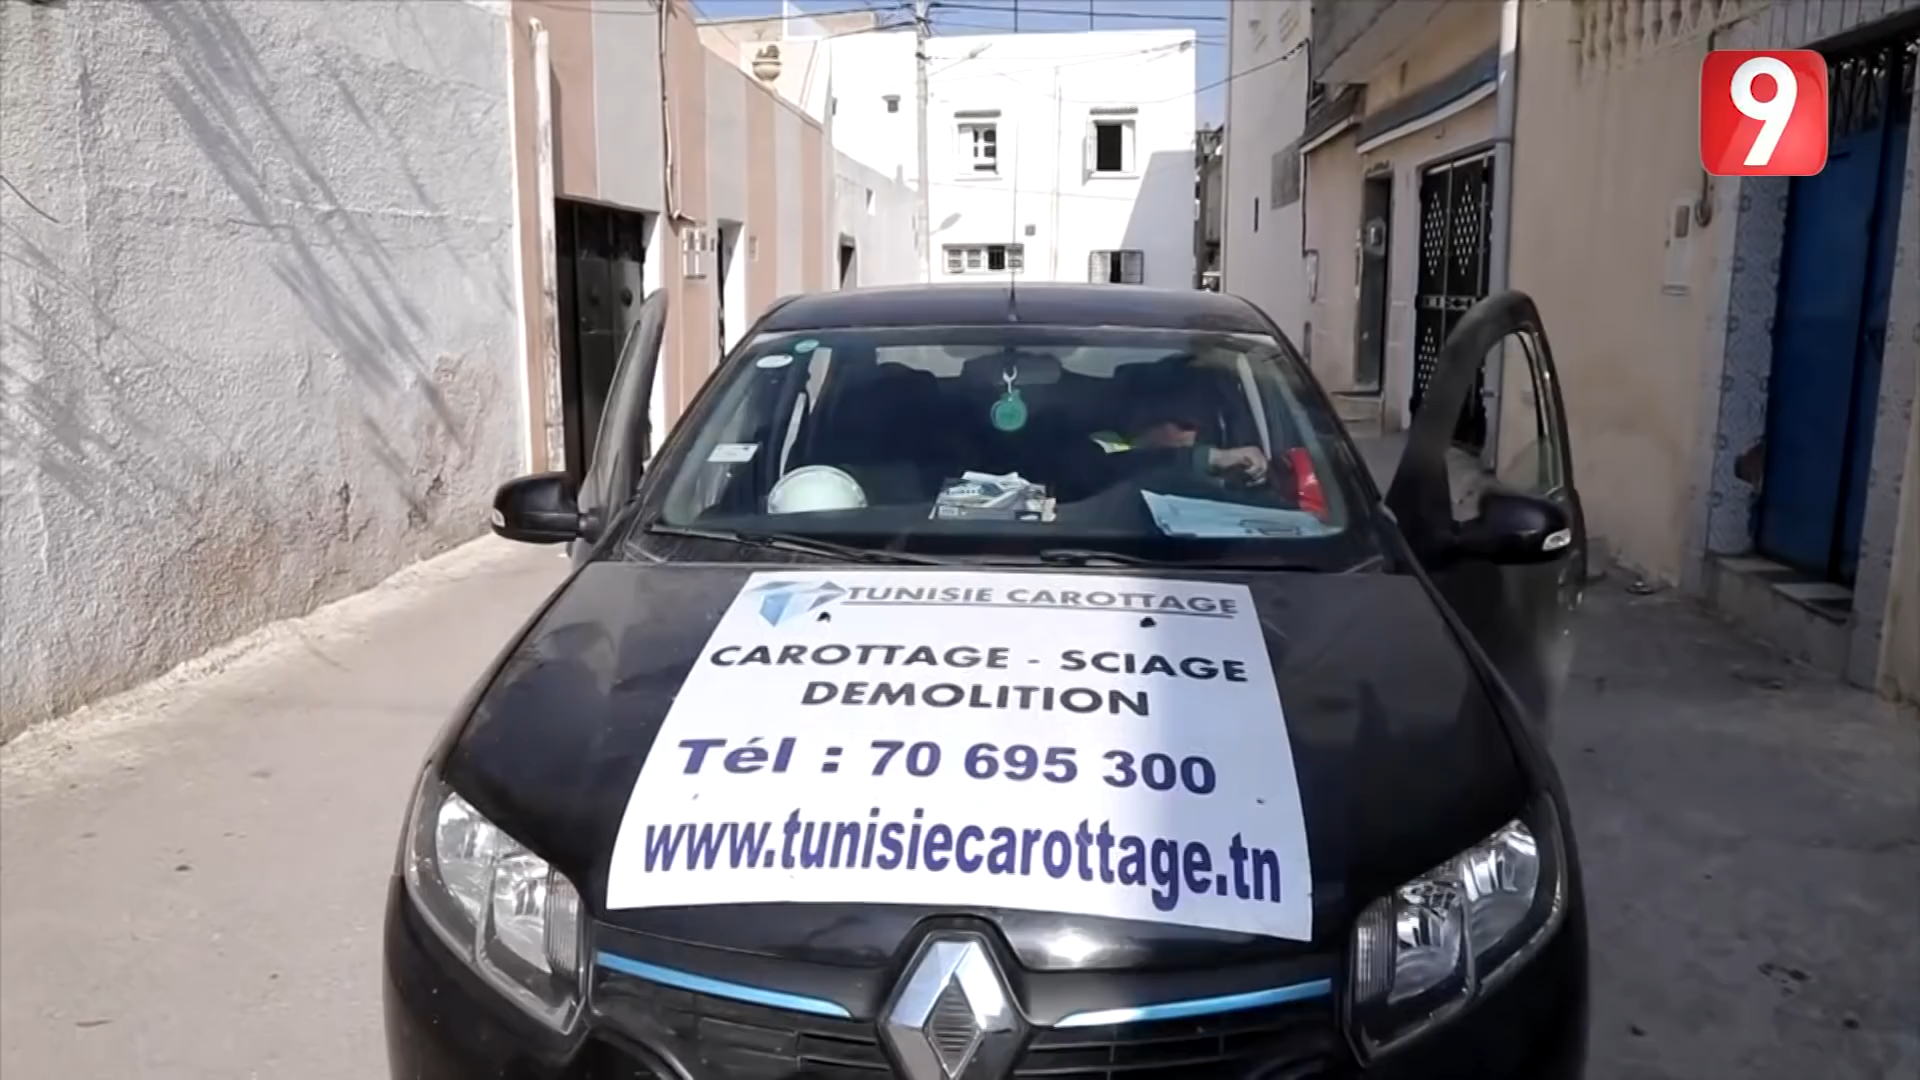 9
TUNISIE CAROTTAGE
CAROTTAGE - SCIAGE
DEMOLITION
Tél : 70 695 300
www.tunisiecarottage.tn